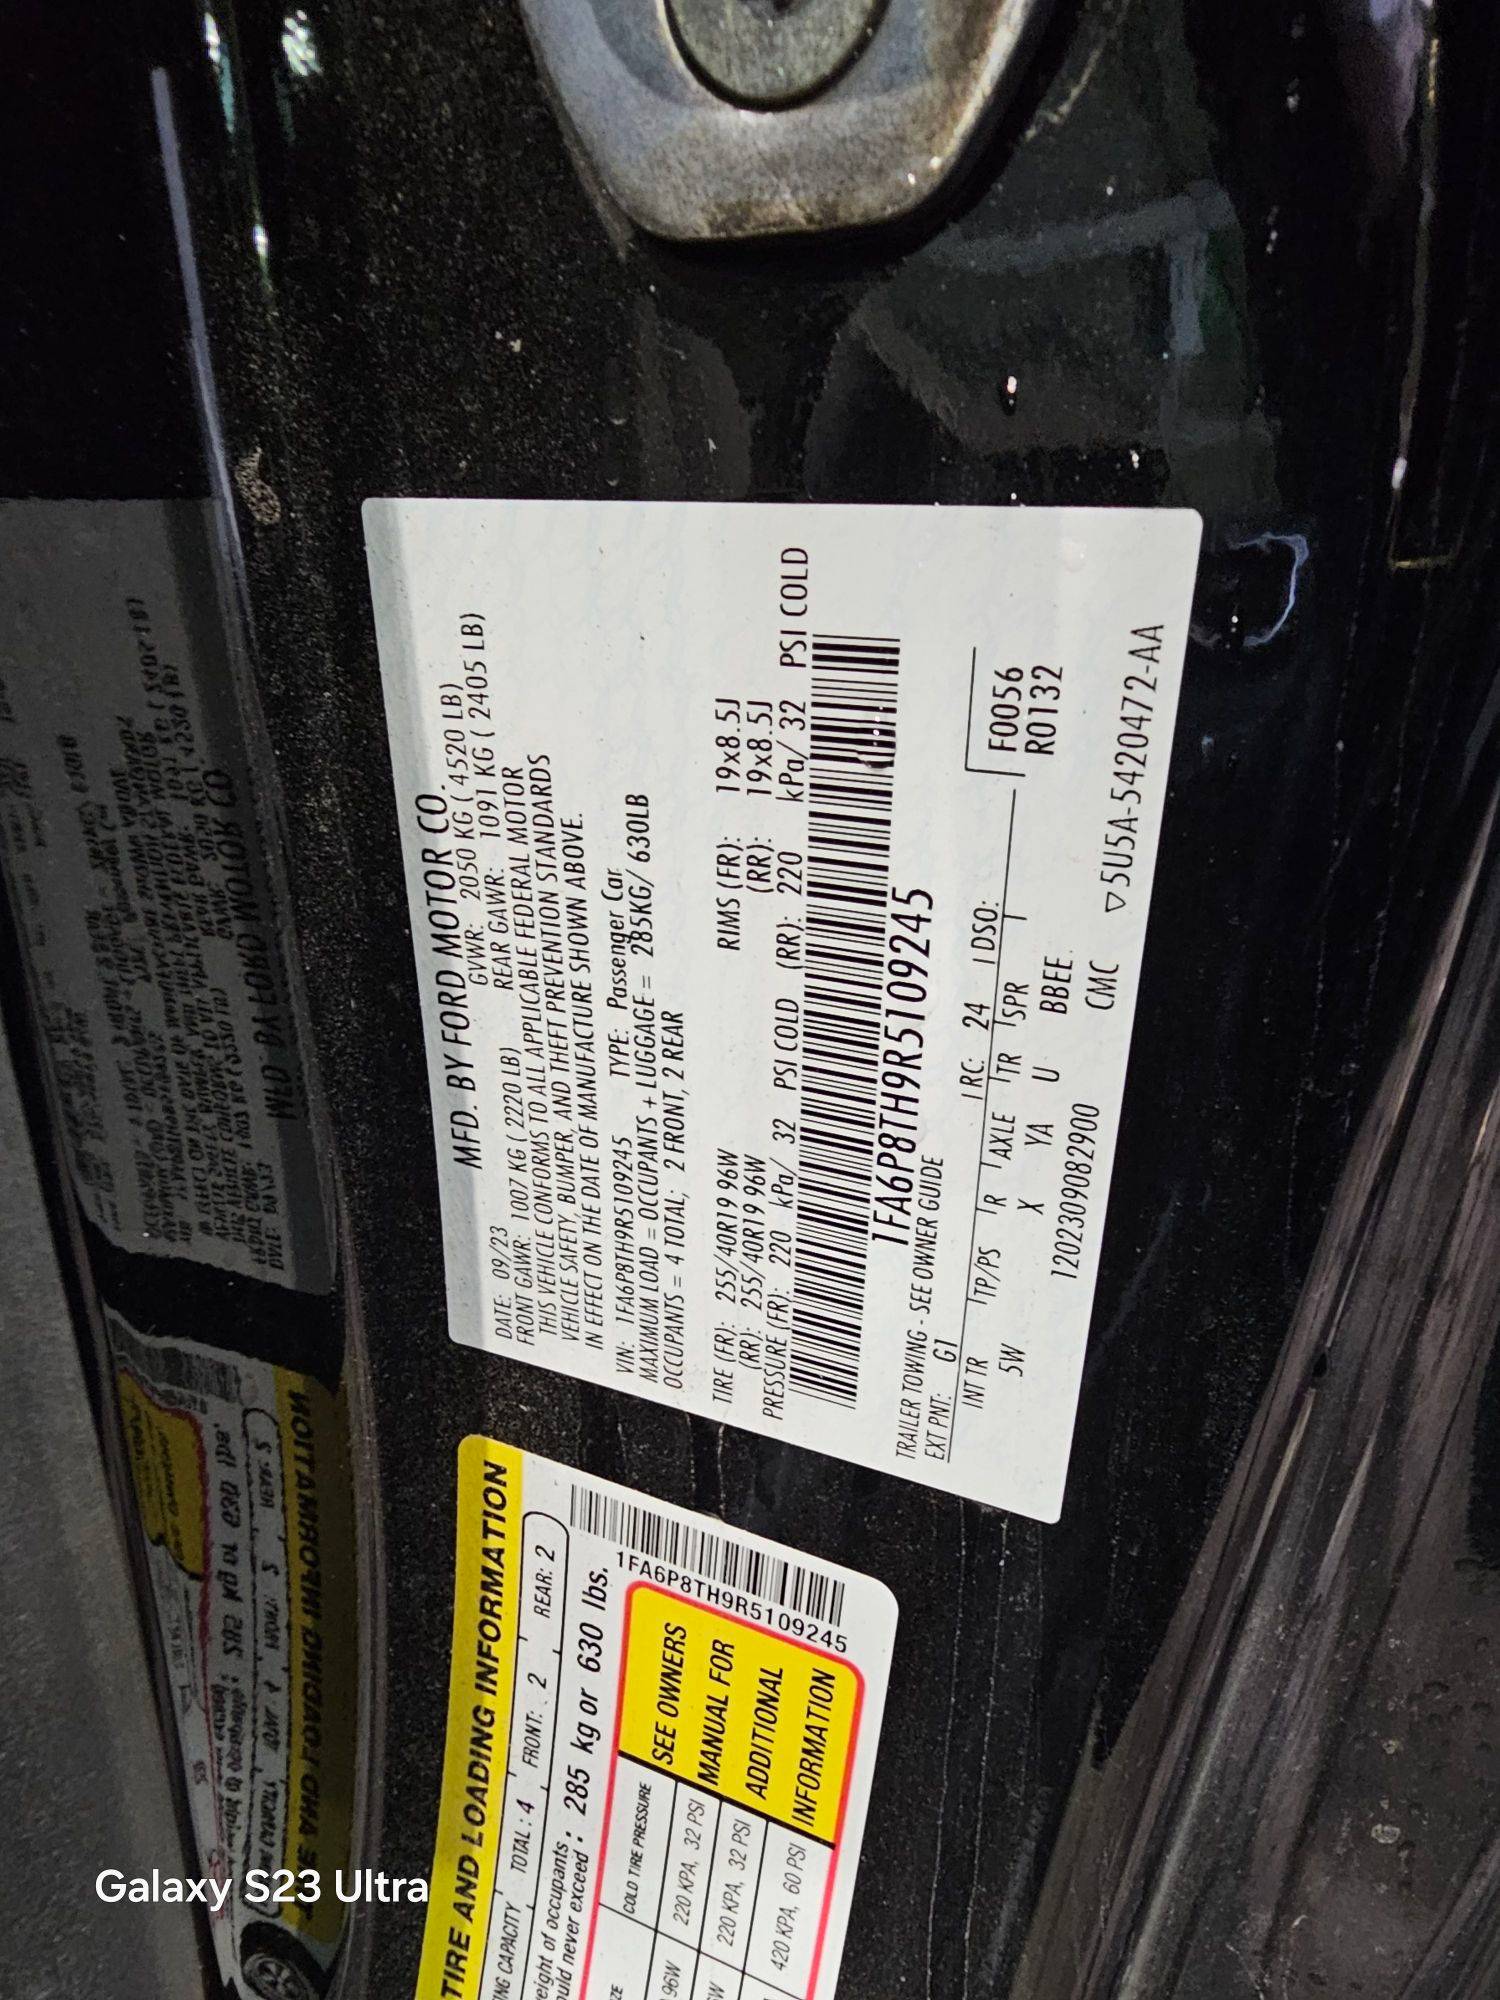 MFD. BY FORD MOTOR CO.
DATE: 09/23 GVWR: 2050 KG ( 4520 LB)
FRONT GAWR: 1007 KG ( 2220 LB) REAR GAWR: 1091 KG ( 2405 LB)
THIS VEHICLE CONFORMS TO ALL APPLICABLE FEDERAL MOTOR
VEHICLE SAFETY, BUMPER, AND THEFT PREVENTION STANDARDS
IN EFFECT ON THE DATE OF MANUFACTURE SHOWN ABOVE.
VIN: 1FA6P8TH9R5109245 TYPE: Passenger Car
MAXIMUM LOAD = OCCUPANTS + LUGGAGE = 285KG/ 630LB
OCCUPANTS = 4 TOTAL; 2 FRONT, 2 REAR
TIRE (FR): 255/40R19 96W RIMS (FR): 19x8.5J
(RR): 255/40R19 96W (RR): 19x8.5J
PRESSURE (FR): 220 kPa/ 32 PSI COLD (RR): 220 kPa/ 32 PSI COLD
1FA6P8TH9R5109245
TRAILER TOWING - SEE OWNER GUIDE
EXT PNT: G1 RC: 24 DSO:
INT TR TP/PS R AXLE TR SPR
5W X YA U BBEE
F0056
R0132
1202309082900 CMC ▽5U5A-5420472-AA
TIRE AND LOADING INFORMATION
CAPACITY TOTAL : 4 FRONT: 2 REAR: 2
of occupants
never exceed : 285 kg or 630 lbs.
COLD TIRE PRESSURE
96W 220 KPA, 32 PSI
220 KPA, 32 PSI
420 KPA, 60 PSI
SEE OWNERS
MANUAL FOR
ADDITIONAL
INFORMATION
1FA6P8TH9R5109245
Galaxy S23 Ultra